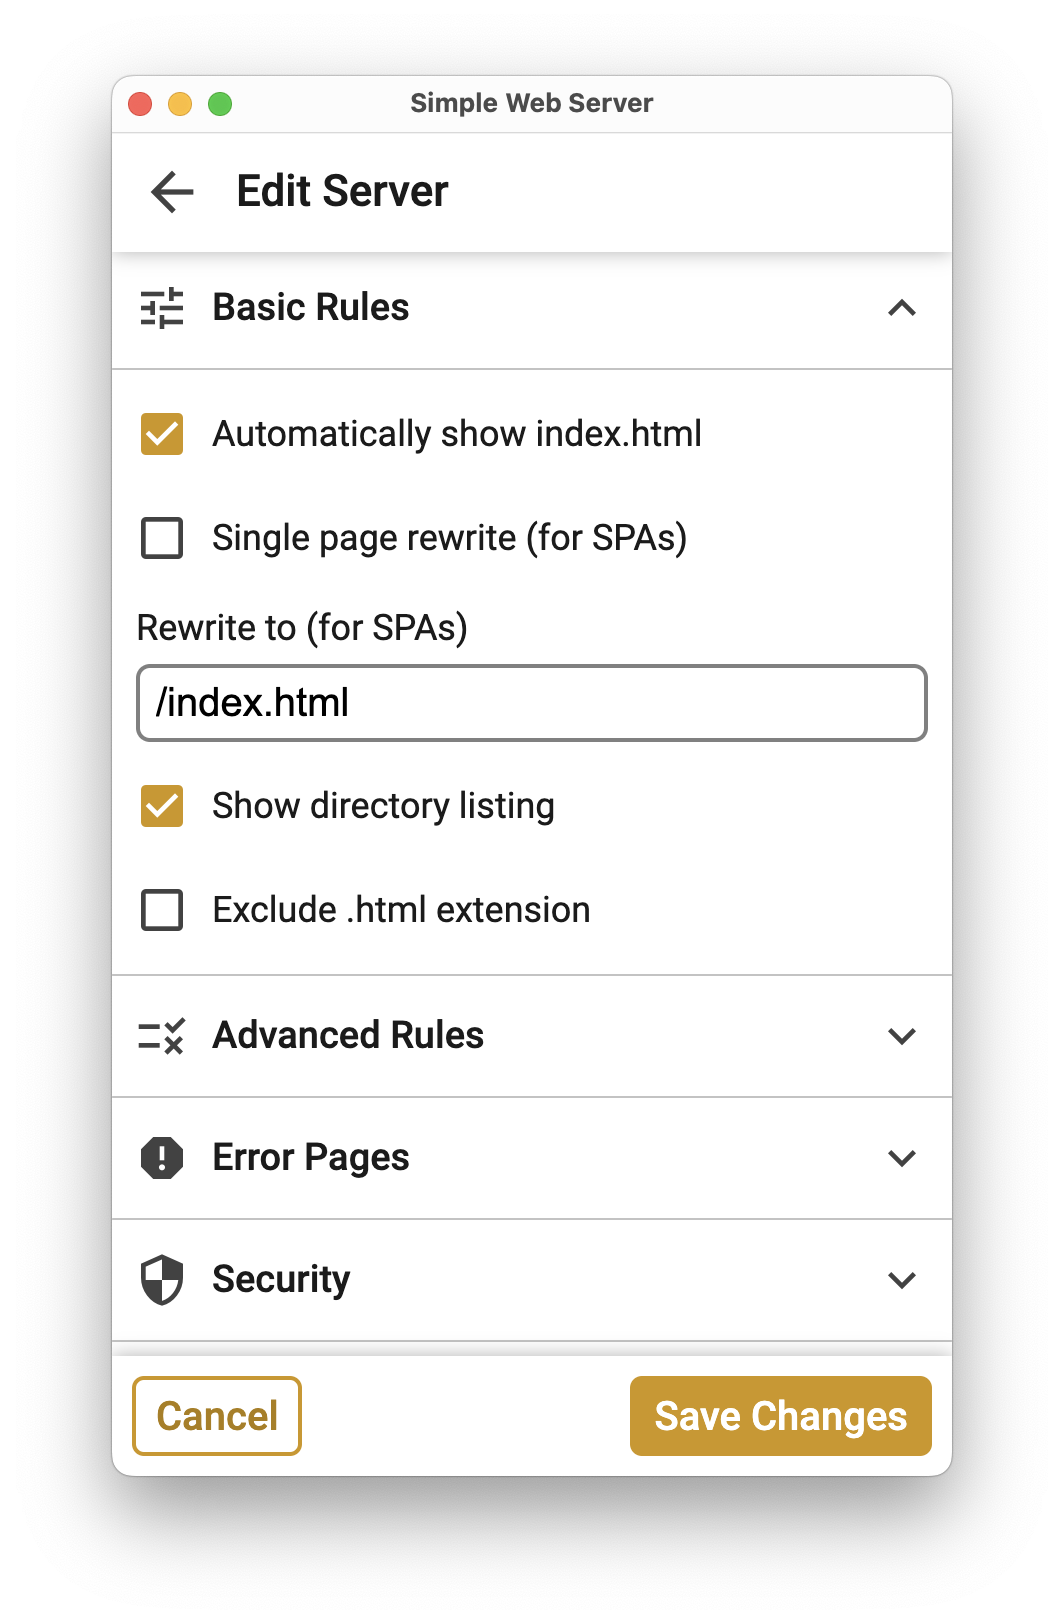 Simple Web Server
Edit Server
Basic Rules
Automatically show index.html
Single page rewrite (for SPAs)
Rewrite to (for SPAs)
/index.html
Show directory listing
Exclude .html extension
Advanced Rules
Error Pages
Security
Cancel
Save Changes